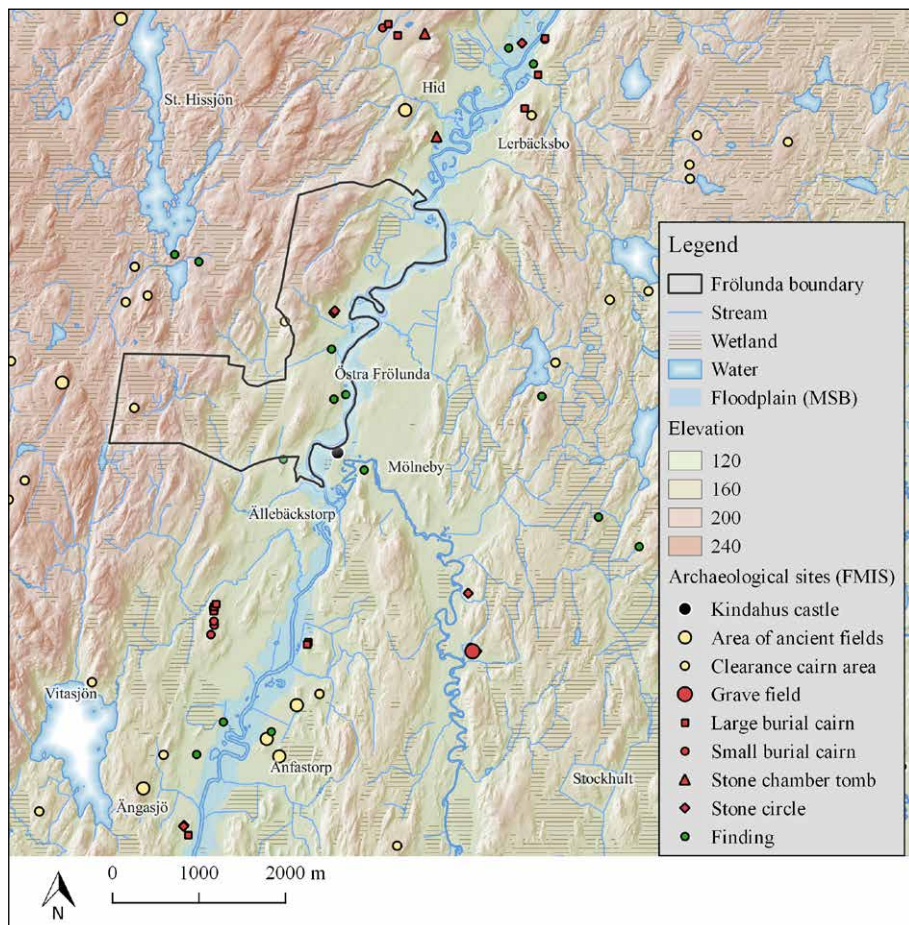 St. Hissjön
Hid
Lerbäcksbo
Östra Frölunda
Mölneby
Ällebäckstorp
Vitasjön
Anfastorp
Ängasjö
Stockhult
Legend
Frölunda boundary
Stream
Wetland
Water
Floodplain (MSB)
Elevation
120
160
200
240
Archaeological sites (FMIS)
Kindahus castle
Area of ancient fields
Clearance cairn area
Grave field
Large burial cairn
Small burial cairn
Stone chamber tomb
Stone circle
Finding
N
0 1000 2000 m